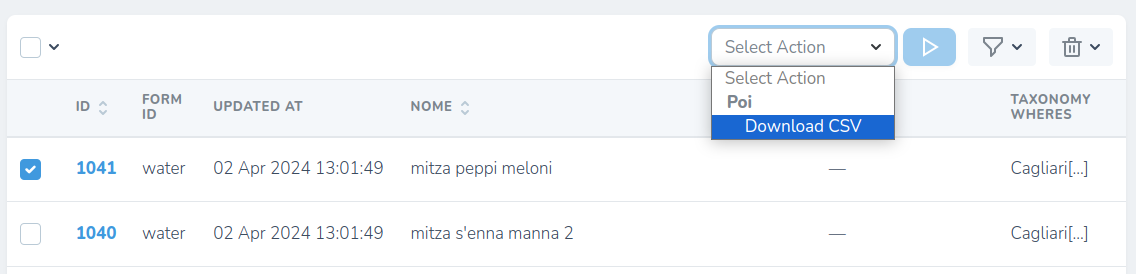 Select Action
Select Action
Poi
Download CSV
ID FORM ID UPDATED AT NOME TAXONOMY WHERES
1041 water 02 Apr 2024 13:01:49 mitza peppi meloni — Cagliari[...]
1040 water 02 Apr 2024 13:01:49 mitza s'enna manna 2 — Cagliari[...]